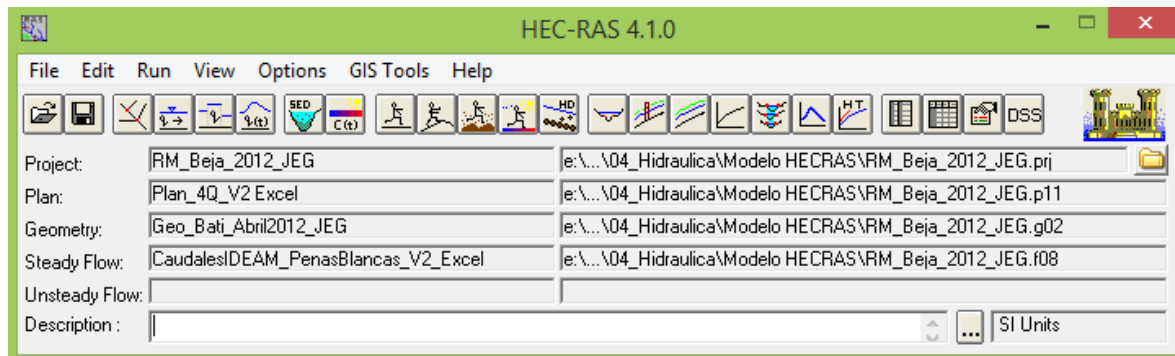 HEC-RAS 4.1.0
File Edit Run View Options GIS Tools Help
SED C(t) HD HT DSS
Project: RM_Beja_2012_JEG e:\...\04_Hidraulica\Modelo HECRAS\RM_Beja_2012_JEG.prj
Plan: Plan_4Q_V2 Excel e:\...\04_Hidraulica\Modelo HECRAS\RM_Beja_2012_JEG.p11
Geometry: Geo_Bati_Abril2012_JEG e:\...\04_Hidraulica\Modelo HECRAS\RM_Beja_2012_JEG.g02
Steady Flow: CaudalesIDEAM_PenasBlancas_V2_Excel e:\...\04_Hidraulica\Modelo HECRAS\RM_Beja_2012_JEG.f08
Unsteady Flow:
Description : ... SI Units